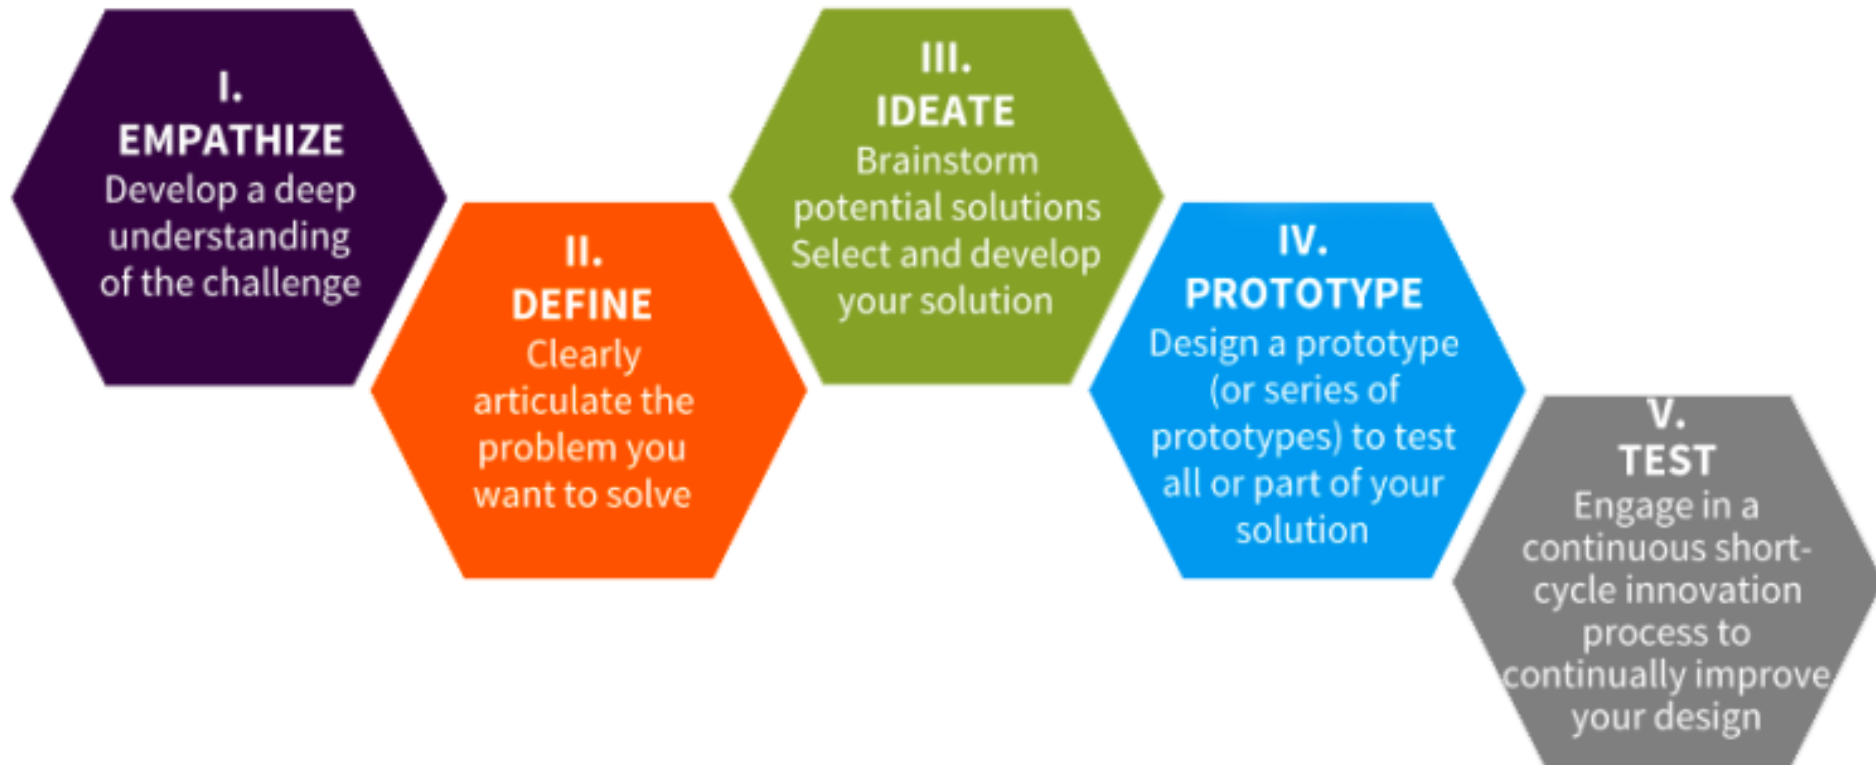 I.
EMPATHIZE
Develop a deep
understanding
of the challenge
II.
DEFINE
Clearly
articulate the
problem you
want to solve
III.
IDEATE
Brainstorm
potential solutions
Select and develop
your solution
IV.
PROTOTYPE
Design a prototype
(or series of
prototypes) to test
all or part of your
solution
V.
TEST
Engage in a
continuous short-
cycle innovation
process to
continually improve
your design